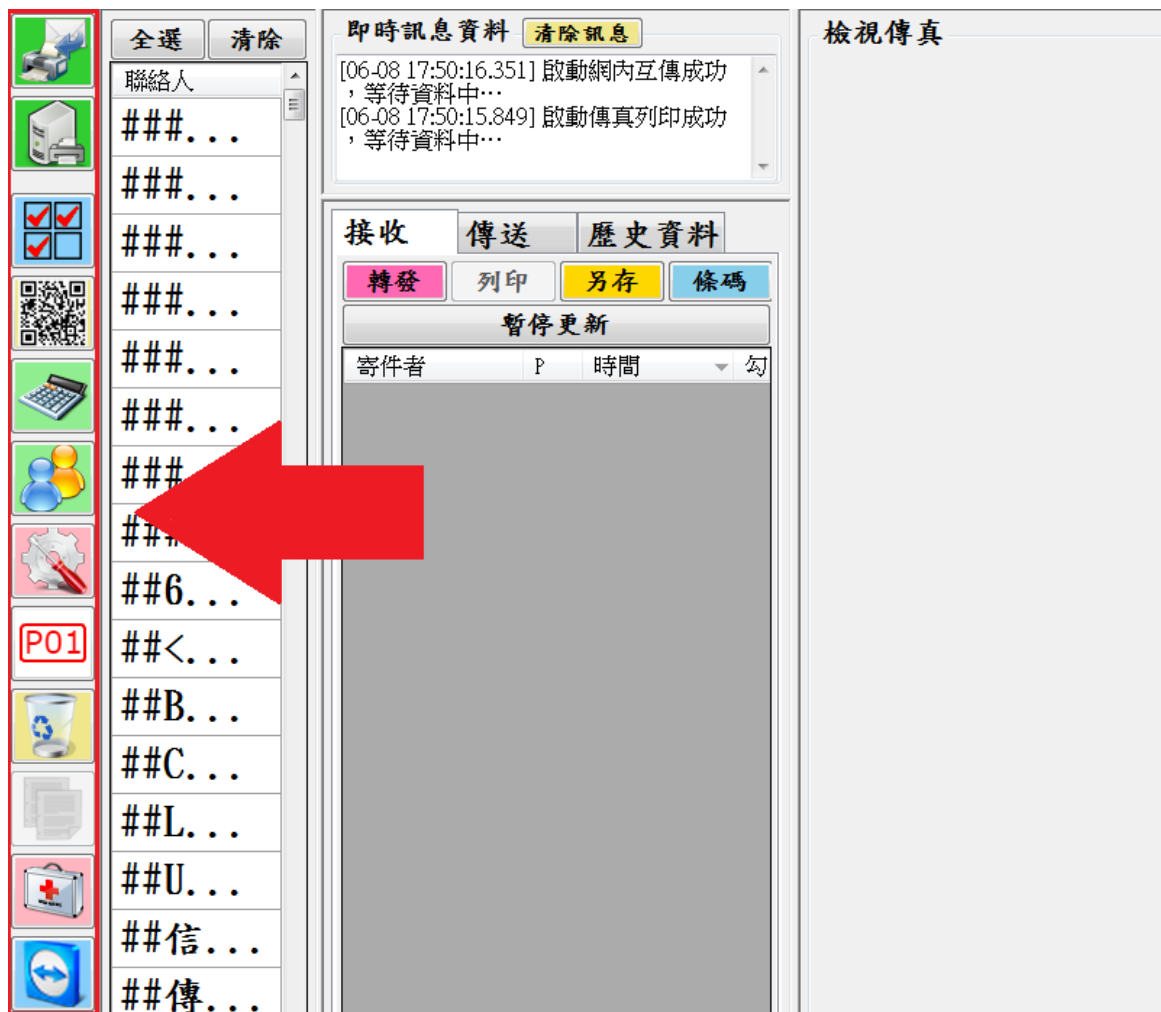 全選
清除
聯絡人
###...
###...
###...
###...
###...
###...
###
###
##6...
##<...
##B...
##C...
##L...
##U...
##信...
##傳...
P01
即時訊息資料
清除訊息
[06-08 17:50:16.351] 啟動網內互傳成功
，等待資料中…
[06-08 17:50:15.849] 啟動傳真列印成功
，等待資料中…
接收
傳送
歷史資料
轉發
列印
另存
條碼
暫停更新
寄件者
P
時間
勾
檢視傳真